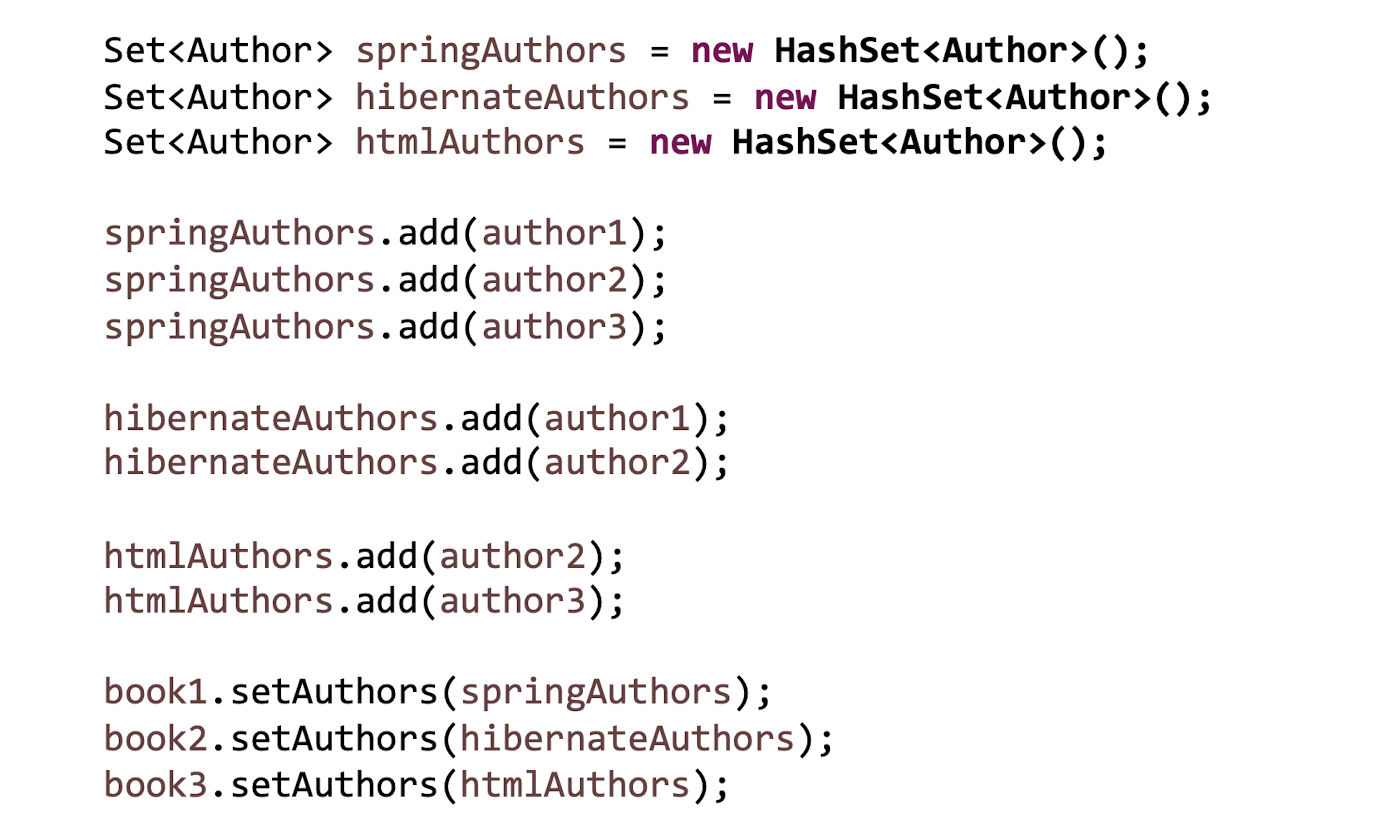 Set<Author> springAuthors = new HashSet<Author>();
Set<Author> hibernateAuthors = new HashSet<Author>();
Set<Author> htmlAuthors = new HashSet<Author>();
springAuthors.add(author1);
springAuthors.add(author2);
springAuthors.add(author3);
hibernateAuthors.add(author1);
hibernateAuthors.add(author2);
htmlAuthors.add(author2);
htmlAuthors.add(author3);
book1.setAuthors(springAuthors);
book2.setAuthors(hibernateAuthors);
book3.setAuthors(htmlAuthors);